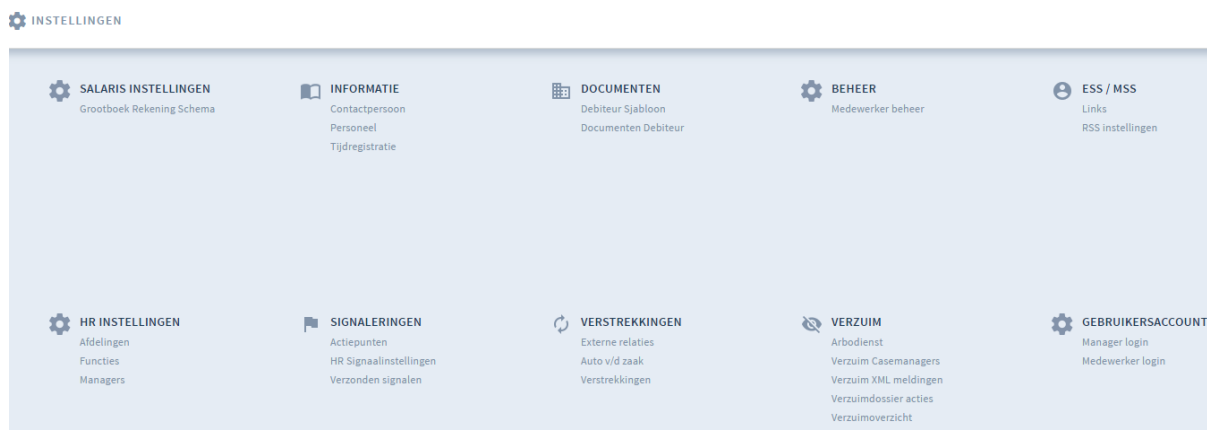 INSTELLINGEN
SALARIS INSTELLINGEN
Grootboek Rekening Schema
INFORMATIE
Contactpersoon
Personeel
Tijdregistratie
DOCUMENTEN
Debiteur Sjabloon
Documenten Debiteur
BEHEER
Medewerker beheer
ESS / MSS
Links
RSS instellingen
HR INSTELLINGEN
Afdelingen
Functies
Managers
SIGNALERINGEN
Actiepunten
HR Signaalinstellingen
Verzonden signalen
VERSTREKKINGEN
Externe relaties
Auto v/d zaak
Verstrekkingen
VERZUIM
Arbodienst
Verzuim Casemanagers
Verzuim XML meldingen
Verzuimdossier acties
Verzuimoverzicht
GEBRUIKERSACCOUNT
Manager login
Medewerker login